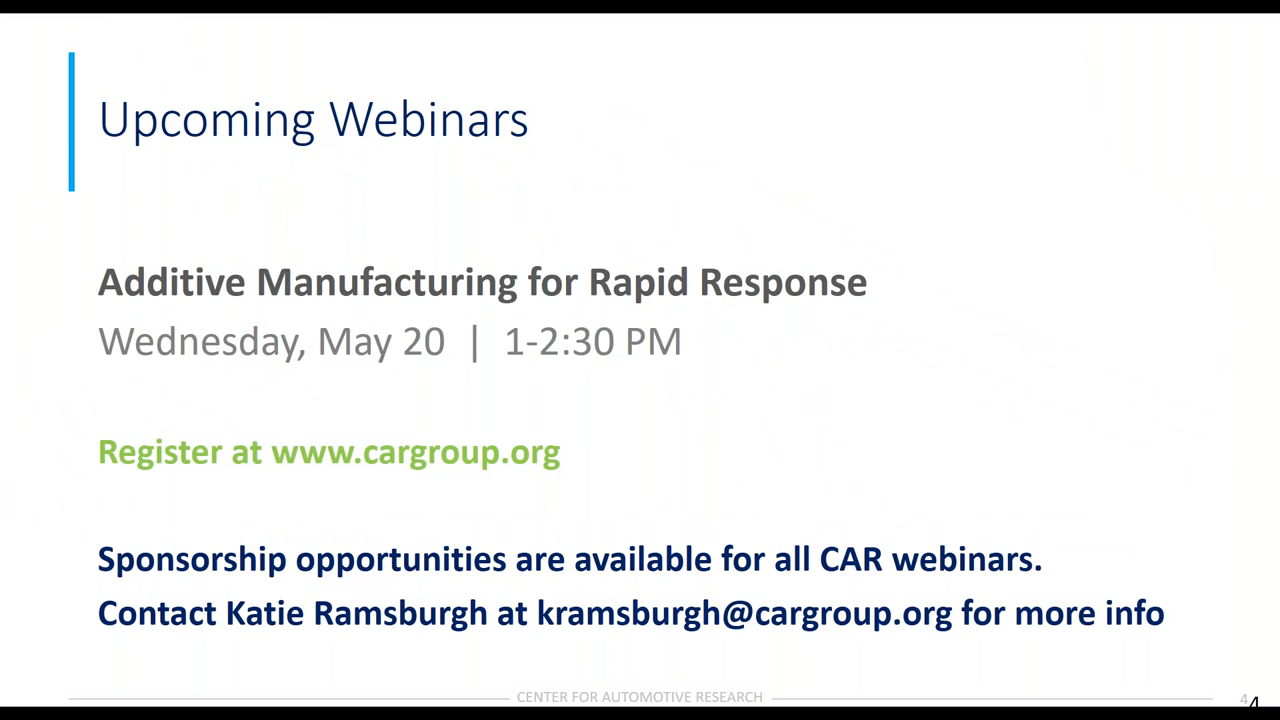 Upcoming Webinars
Additive Manufacturing for Rapid Response
Wednesday, May 20 | 1-2:30 PM
Register at www.cargroup.org
Sponsorship opportunities are available for all CAR webinars.
Contact Katie Ramsburgh at kramsburgh@cargroup.org for more info
CENTER FOR AUTOMOTIVE RESEARCH
4
4